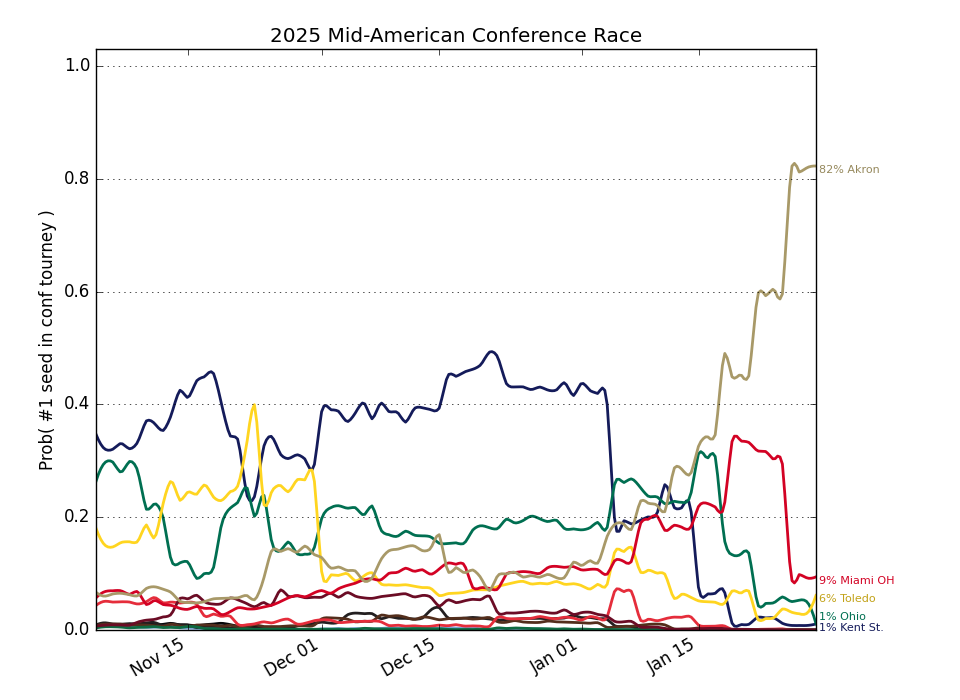 2025 Mid-American Conference Race
Prob( #1 seed in conf tourney )
1.0
0.8
0.6
0.4
0.2
0.0
82% Akron
9% Miami OH
6% Toledo
1% Ohio
1% Kent St.
Nov 15
Dec 01
Dec 15
Jan 01
Jan 15